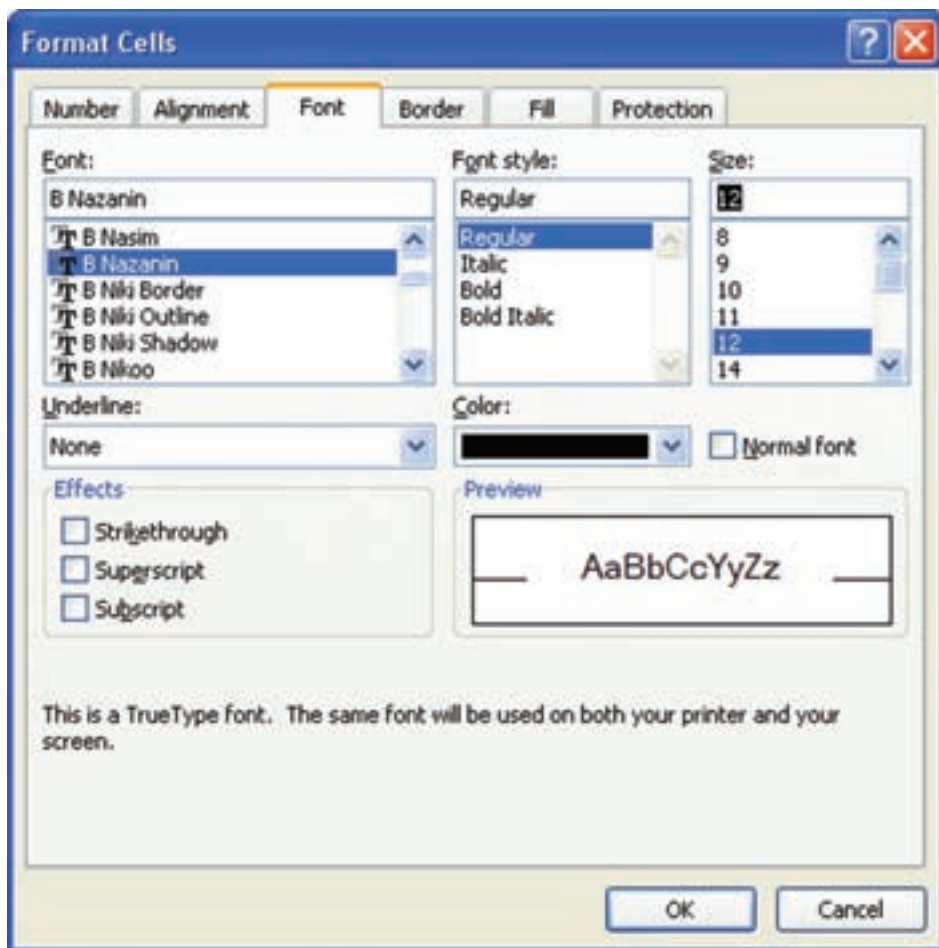 Format Cells
Number Alignment Font Border Fill Protection
Font: Font style: Size:
B Nazanin Regular 12
B Nasim Regular 8
B Nazanin Italic 9
B Niki Border Bold 10
B Niki Outline Bold Italic 11
B Niki Shadow 12
B Nikoo 14
Underline: Color:
None Normal font
Effects Preview
Strikethrough
Superscript AaBbCcYyZz
Subscript
This is a TrueType font. The same font will be used on both your printer and your
screen.
OK Cancel